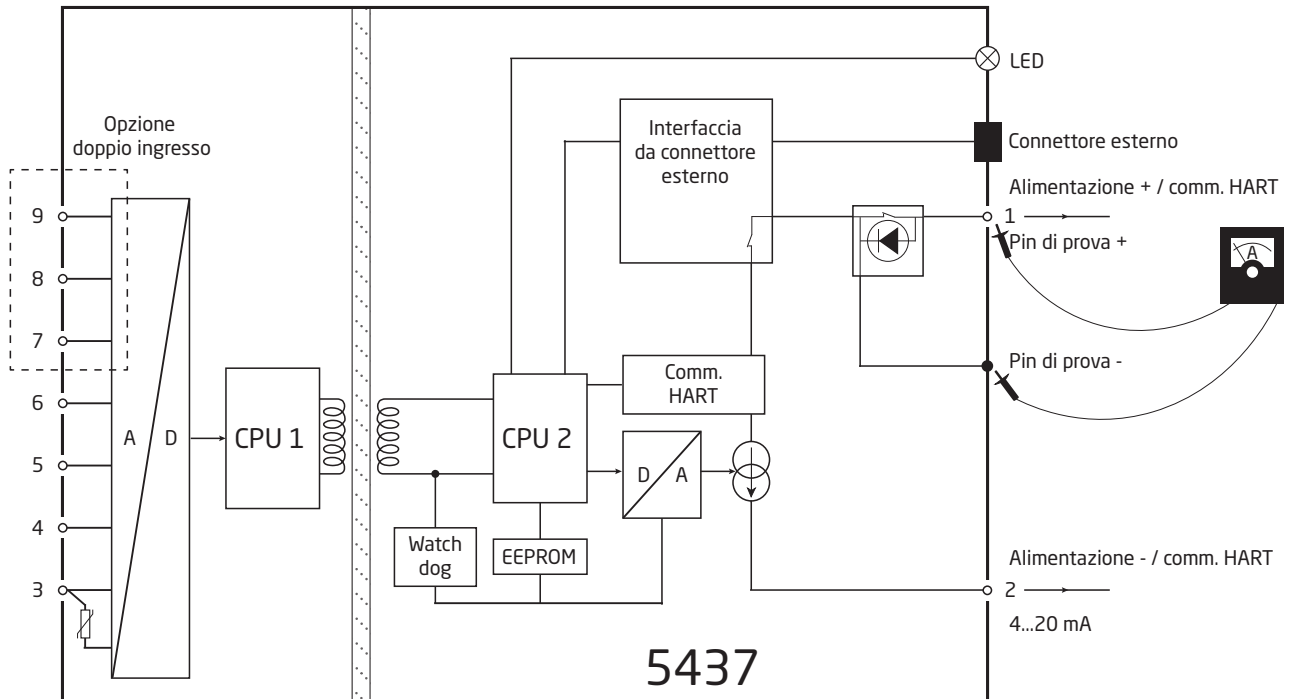 LED
Opzione
doppio ingresso
Interfaccia
da connettore
esterno
Connettore esterno
Alimentazione + / comm. HART
9
1
Pin di prova +
A
8
7
Pin di prova -
Comm.
HART
6
A
D
CPU 1
CPU 2
D
A
5
4
Watch
dog
EEPROM
Alimentazione - / comm. HART
3
2
4...20 mA
5437